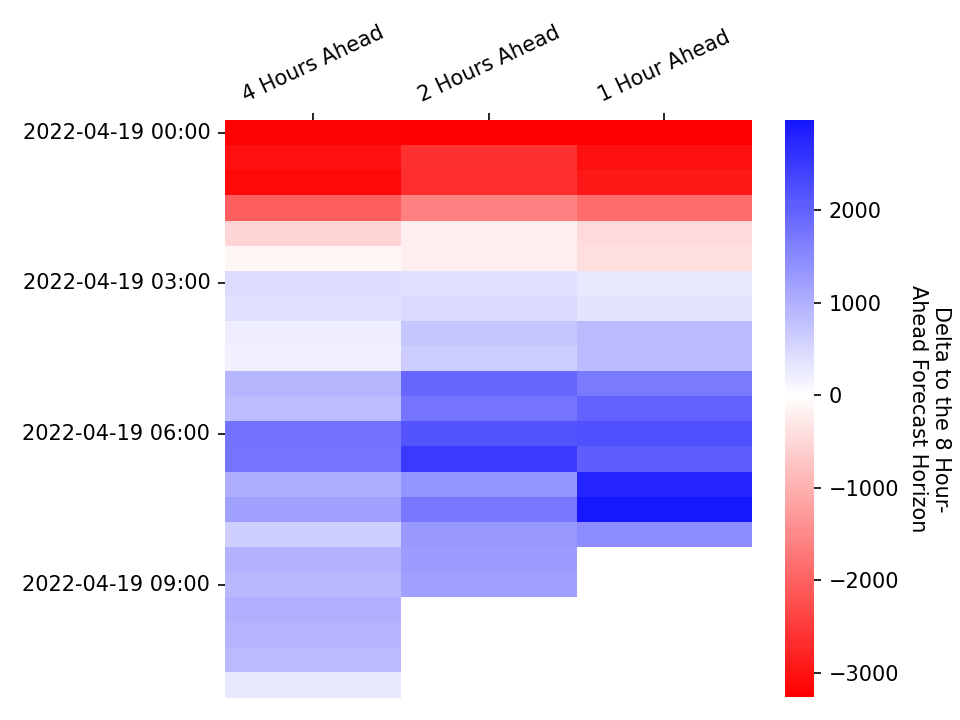 4 Hours Ahead
2 Hours Ahead
1 Hour Ahead
2022-04-19 00:00
2022-04-19 03:00
2022-04-19 06:00
2022-04-19 09:00
2000
1000
0
−1000
−2000
−3000
Delta to the 8 Hour-
Ahead Forecast Horizon